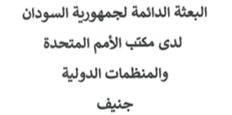 البعثة الدائمة لجمهورية السودان
لدى مكتب الأمم المتحدة
والمنظمات الدولية
جنيف